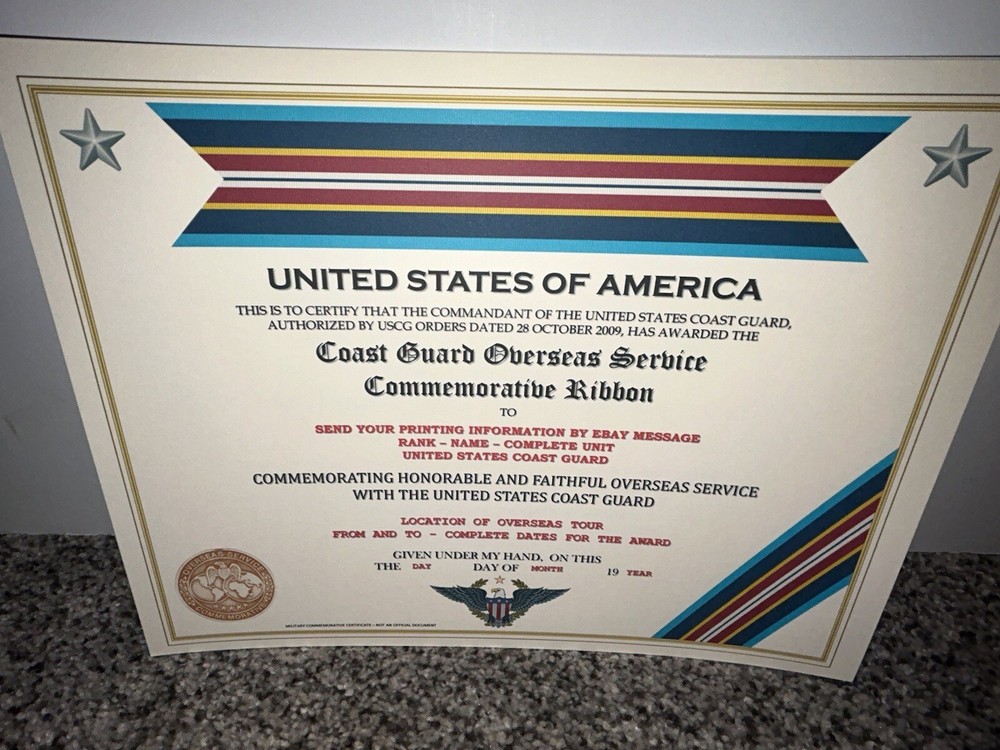 UNITED STATES OF AMERICA
THIS IS TO CERTIFY THAT THE COMMANDANT OF THE UNITED STATES COAST GUARD,
AUTHORIZED BY USCG ORDERS DATED 28 OCTOBER 2009, HAS AWARDED THE
Coast Guard Overseas Service
Commemorative Ribbon
TO
SEND YOUR PRINTING INFORMATION BY EBAY MESSAGE
RANK – NAME – COMPLETE UNIT
UNITED STATES COAST GUARD
COMMEMORATING HONORABLE AND FAITHFUL OVERSEAS SERVICE
WITH THE UNITED STATES COAST GUARD
LOCATION OF OVERSEAS TOUR
FROM AND TO – COMPLETE DATES FOR THE AWARD
GIVEN UNDER MY HAND, ON THIS
THE DAY DAY OF MONTH 19 YEAR
OVERSEAS SERVICE
COMMEMORATIVE
MILITARY COMMEMORATIVE CERTIFICATE – NOT AN OFFICIAL DOCUMENT